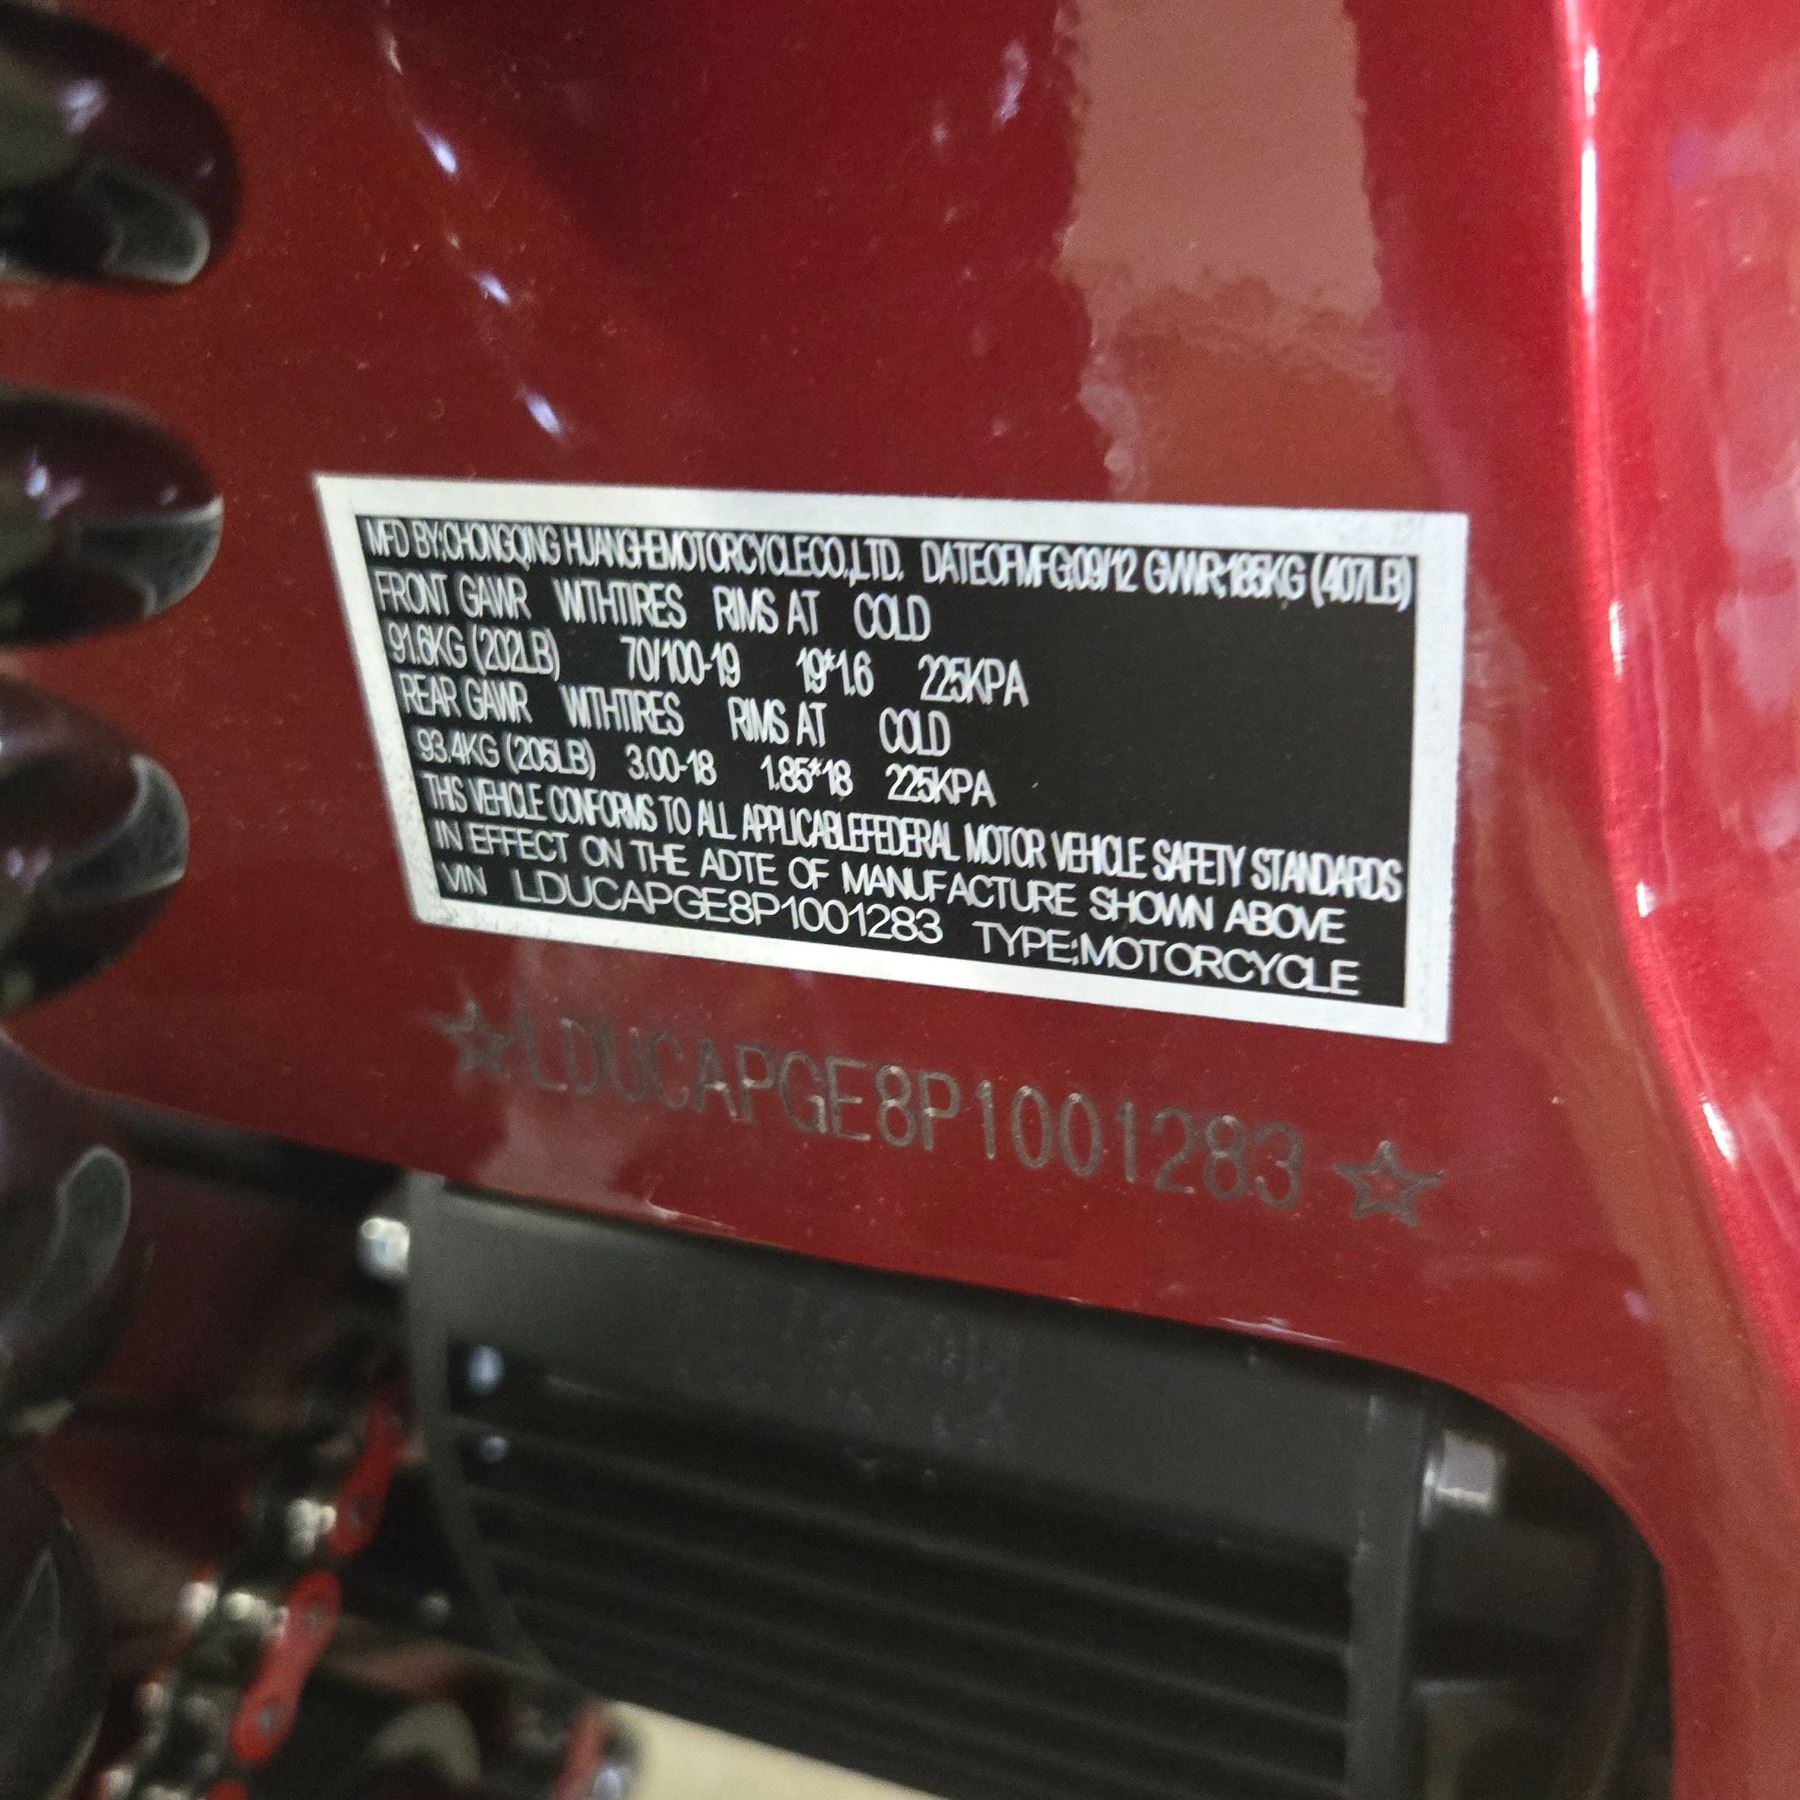 MFD BY:CHONGQING HUANGHEMOTORCYCLECO.,LTD. DATEOFMFG:09/12 GVWR:185KG (407LB)
FRONT GAWR WITHTIRES RIMS AT COLD
91.6KG (202LB) 70/100-19 19*1.6 225KPA
REAR GAWR WITHTIRES RIMS AT COLD
93.4KG (205LB) 3.00-18 1.85*18 225KPA
THIS VEHICLE CONFORMS TO ALL APPLICABLEFEDERAL MOTOR VEHICLE SAFETY STANDARDS
IN EFFECT ON THE ADTE OF MANUFACTURE SHOWN ABOVE
VIN LDUCAPGE8P1001283 TYPE:MOTORCYCLE
☆LDUCAPGE8P1001283☆